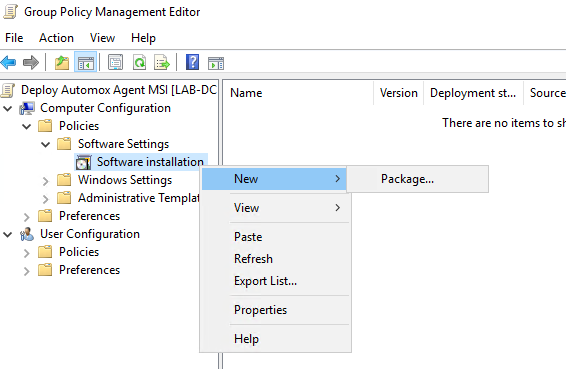 Group Policy Management Editor
File Action View Help
Deploy Automox Agent MSI [LAB-DC
Computer Configuration
Policies
Software Settings
Software installation
Windows Settings
Administrative Templat
Preferences
User Configuration
Policies
Preferences
Name Version Deployment st... Source
There are no items to sh
New
Package...
View
Paste
Refresh
Export List...
Properties
Help